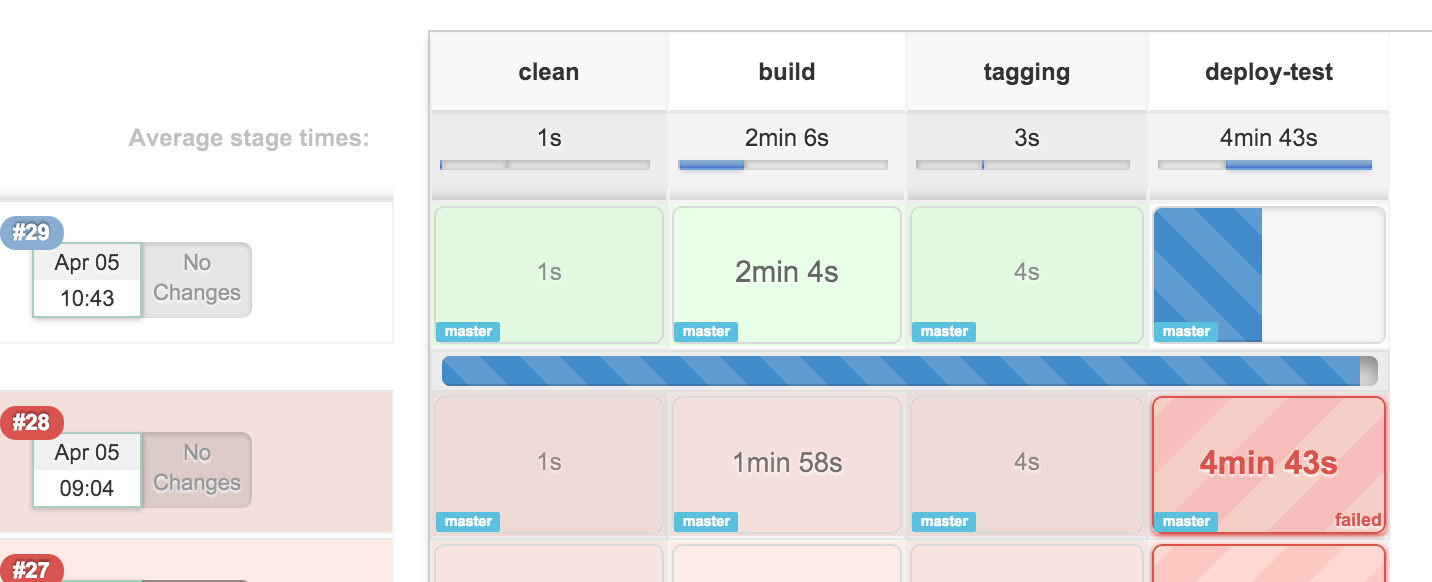 clean build tagging deploy-test
Average stage times: 1s 2min 6s 3s 4min 43s
#29
Apr 05
10:43
No
Changes
1s 2min 4s 4s
master master master master
#28
Apr 05
09:04
No
Changes
1s 1min 58s 4s 4min 43s
master master master master failed
#27